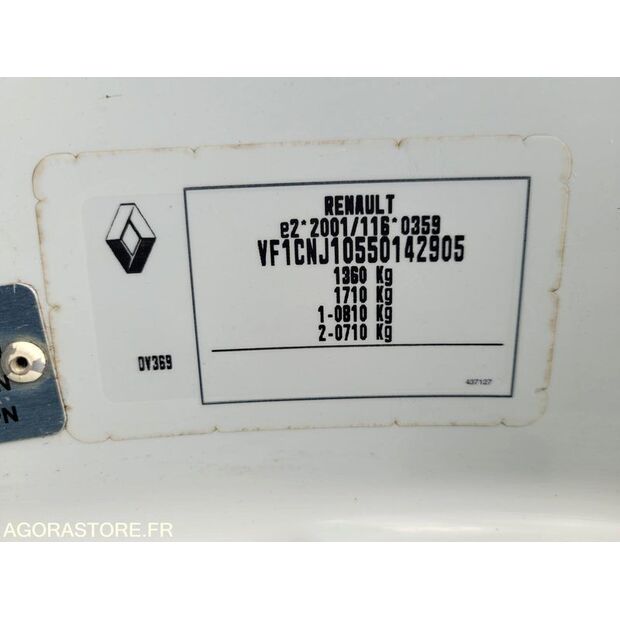 RENAULT
e2*2001/116*0359
VF1CNJ10550142905
1360 Kg
1710 Kg
1-0810 Kg
2-0710 Kg
DV369
437127
N
ON
AGORASTORE.FR